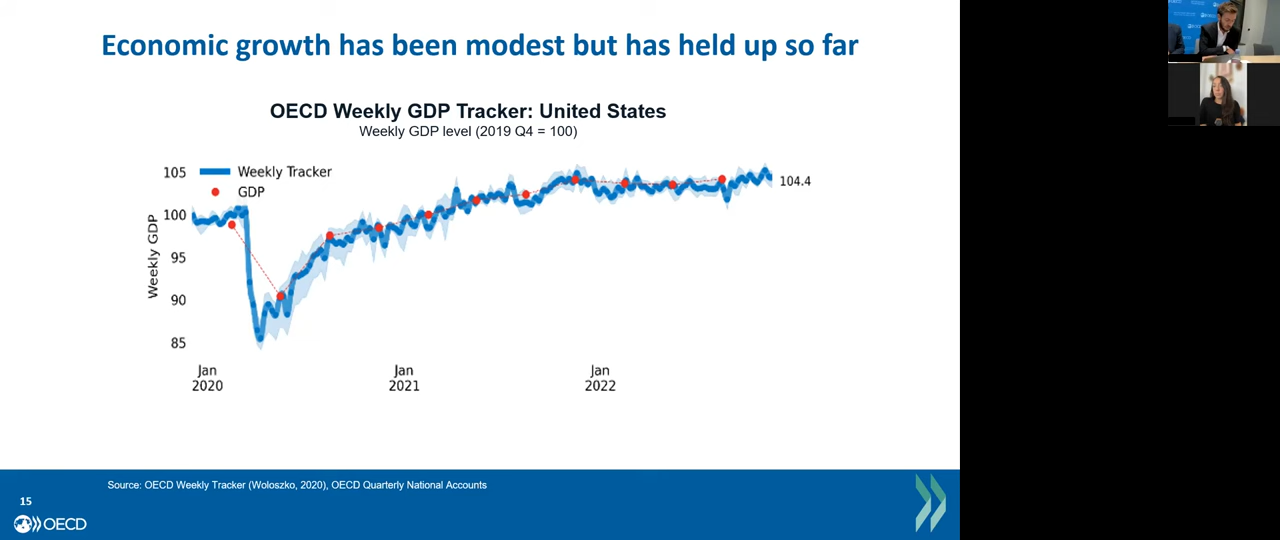 Economic growth has been modest but has held up so far
OECD Weekly GDP Tracker: United States
Weekly GDP level (2019 Q4 = 100)
Weekly Tracker
GDP
Weekly GDP
105
100
95
90
85
104.4
Jan
2020
Jan
2021
Jan
2022
Source: OECD Weekly Tracker (Woloszko, 2020), OECD Quarterly National Accounts
15
OECD